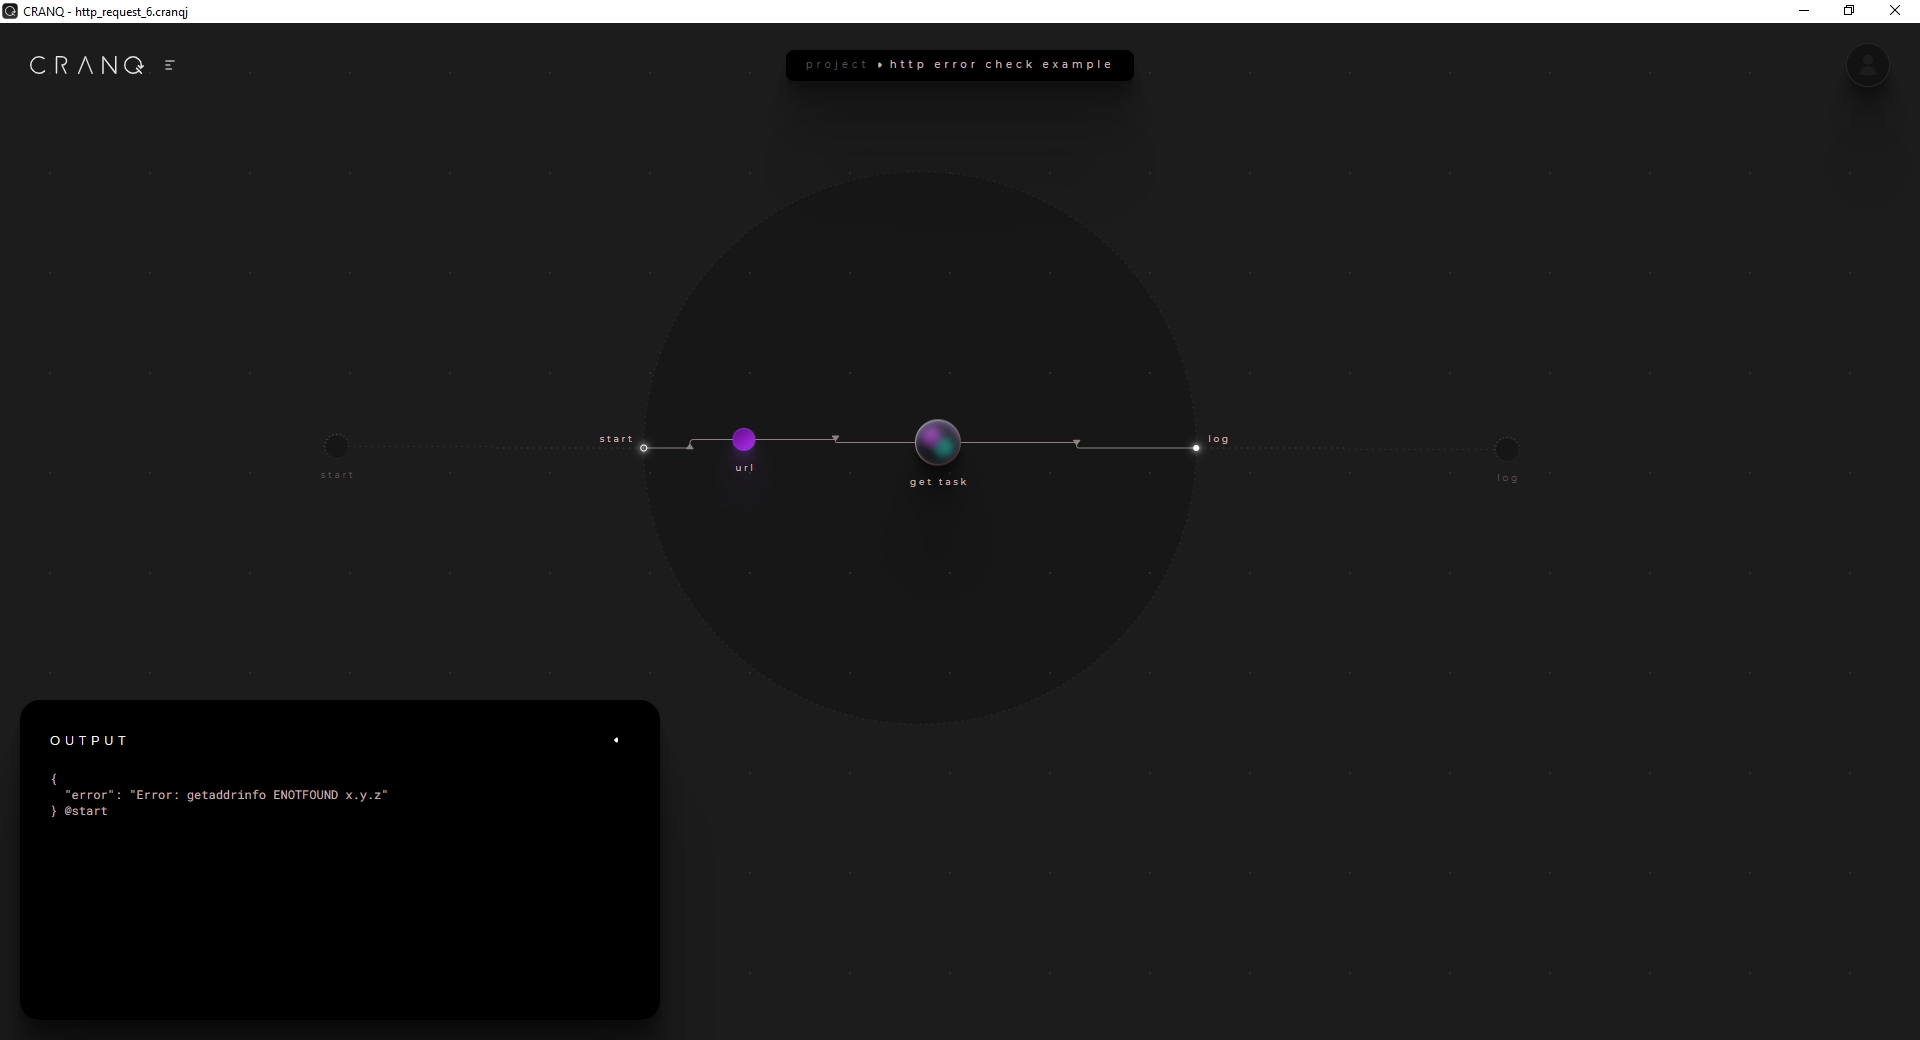 CRANQ - http_request_6.cranqj
CRANQ
project http error check example
start
log
url
get task
start
log
OUTPUT
{
"error": "Error: getaddrinfo ENOTFOUND x.y.z"
} @start